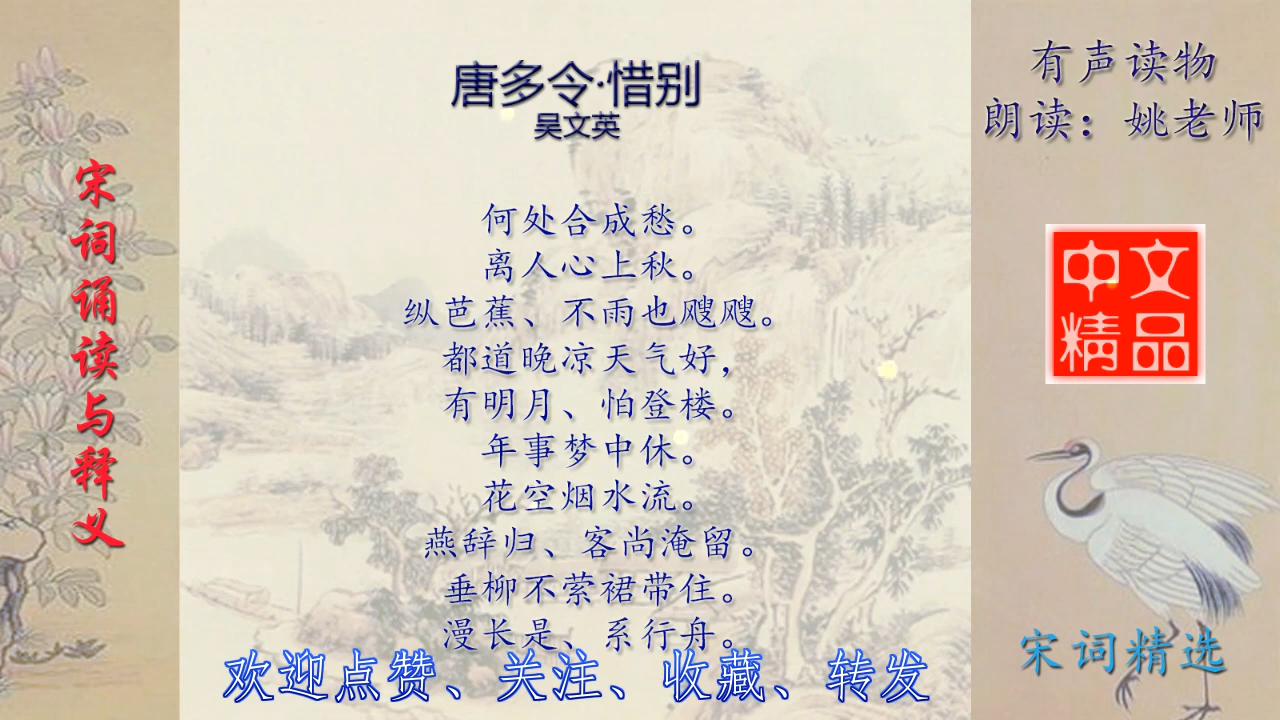 唐多令·惜别
吴文英
何处合成愁。
离人心上秋。
纵芭蕉、不雨也飕飕。
都道晚凉天气好，
有明月、怕登楼。
年事梦中休。
花空烟水流。
燕辞归、客尚淹留。
垂柳不萦裙带住。
漫长是、系行舟。
欢迎点赞、关注、收藏、转发
宋词诵读与释义
有声读物
朗读：姚老师
中文
精品
宋词精选